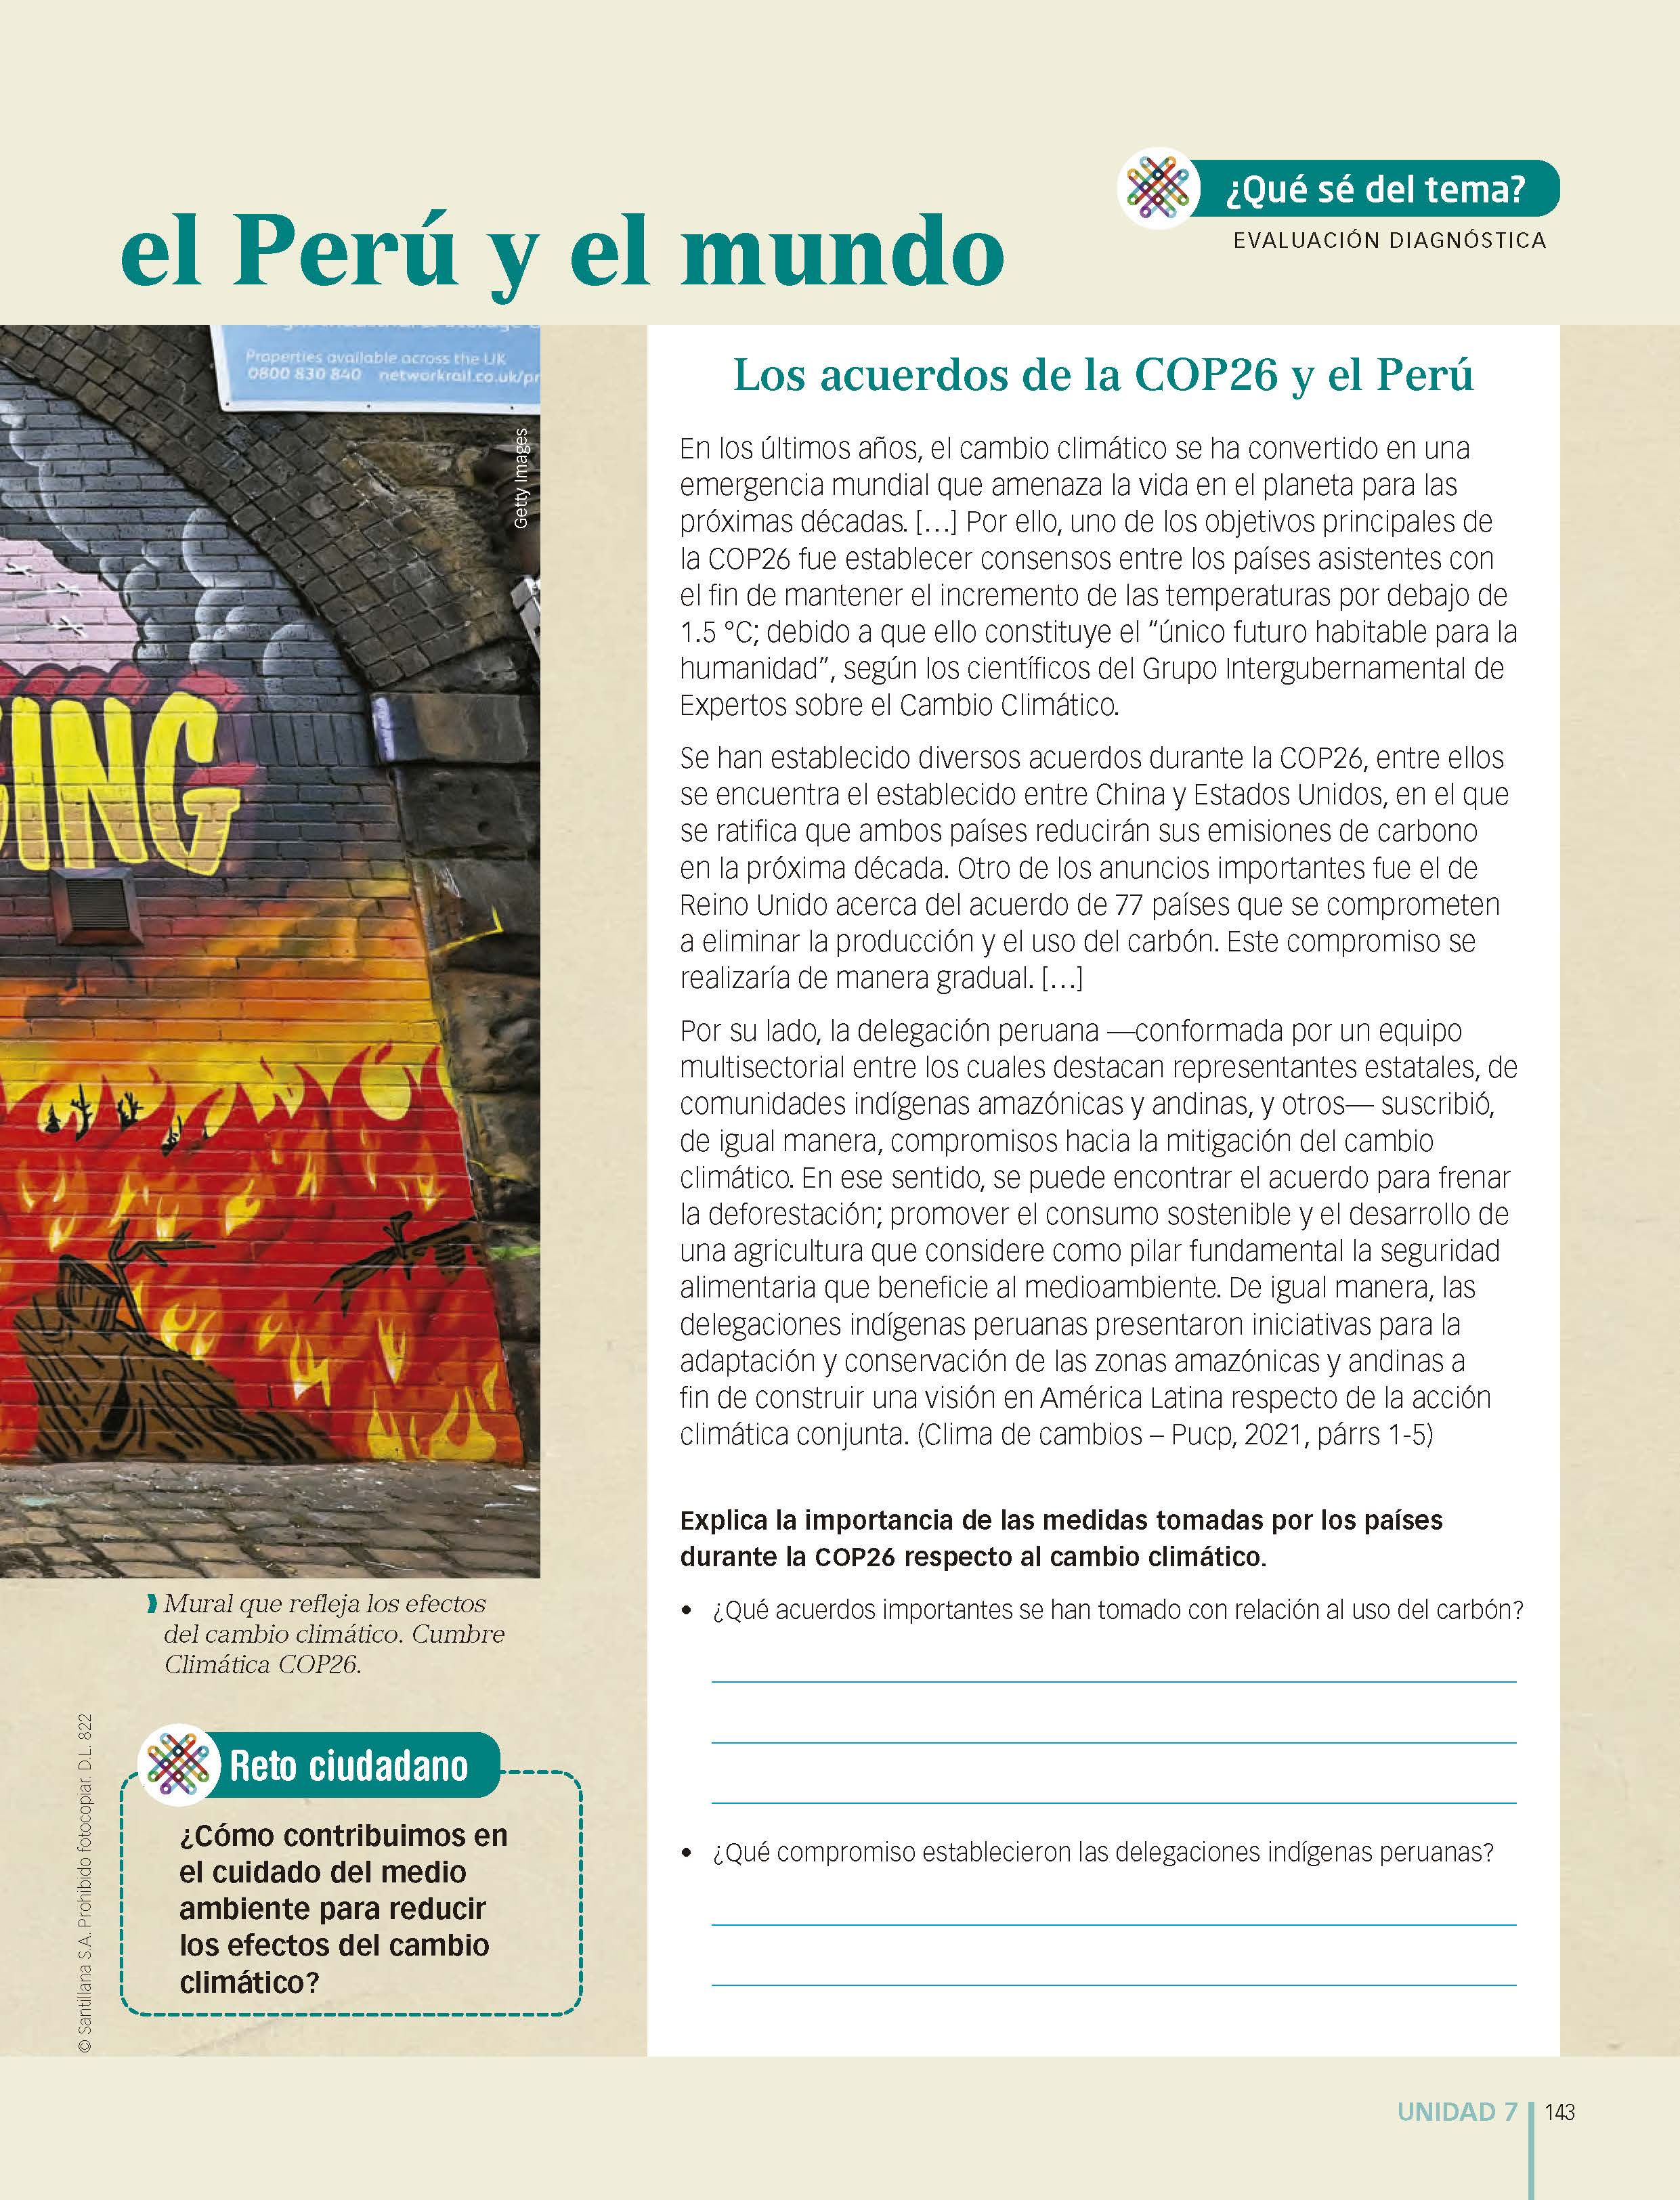 ¿Qué sé del tema?
EVALUACIÓN DIAGNÓSTICA
el Perú y el mundo
Properties available across the UK
0800 830 840 networkrail.co.uk/pr
Getty Images
ING
Mural que refleja los efectos
del cambio climático. Cumbre
Climática COP26.
Reto ciudadano
¿Cómo contribuimos en
el cuidado del medio
ambiente para reducir
los efectos del cambio
climático?
© Santillana S.A. Prohibido fotocopiar. D.L. 822
Los acuerdos de la COP26 y el Perú
En los últimos años, el cambio climático se ha convertido en una
emergencia mundial que amenaza la vida en el planeta para las
próximas décadas. […] Por ello, uno de los objetivos principales de
la COP26 fue establecer consensos entre los países asistentes con
el fin de mantener el incremento de las temperaturas por debajo de
1.5 °C; debido a que ello constituye el “único futuro habitable para la
humanidad”, según los científicos del Grupo Intergubernamental de
Expertos sobre el Cambio Climático.
Se han establecido diversos acuerdos durante la COP26, entre ellos
se encuentra el establecido entre China y Estados Unidos, en el que
se ratifica que ambos países reducirán sus emisiones de carbono
en la próxima década. Otro de los anuncios importantes fue el de
Reino Unido acerca del acuerdo de 77 países que se comprometen
a eliminar la producción y el uso del carbón. Este compromiso se
realizaría de manera gradual. […]
Por su lado, la delegación peruana —conformada por un equipo
multisectorial entre los cuales destacan representantes estatales, de
comunidades indígenas amazónicas y andinas, y otros— suscribió,
de igual manera, compromisos hacia la mitigación del cambio
climático. En ese sentido, se puede encontrar el acuerdo para frenar
la deforestación; promover el consumo sostenible y el desarrollo de
una agricultura que considere como pilar fundamental la seguridad
alimentaria que beneficie al medioambiente. De igual manera, las
delegaciones indígenas peruanas presentaron iniciativas para la
adaptación y conservación de las zonas amazónicas y andinas a
fin de construir una visión en América Latina respecto de la acción
climática conjunta. (Clima de cambios – Pucp, 2021, párrs 1-5)
Explica la importancia de las medidas tomadas por los países
durante la COP26 respecto al cambio climático.
• ¿Qué acuerdos importantes se han tomado con relación al uso del carbón?
• ¿Qué compromiso establecieron las delegaciones indígenas peruanas?
UNIDAD 7 143